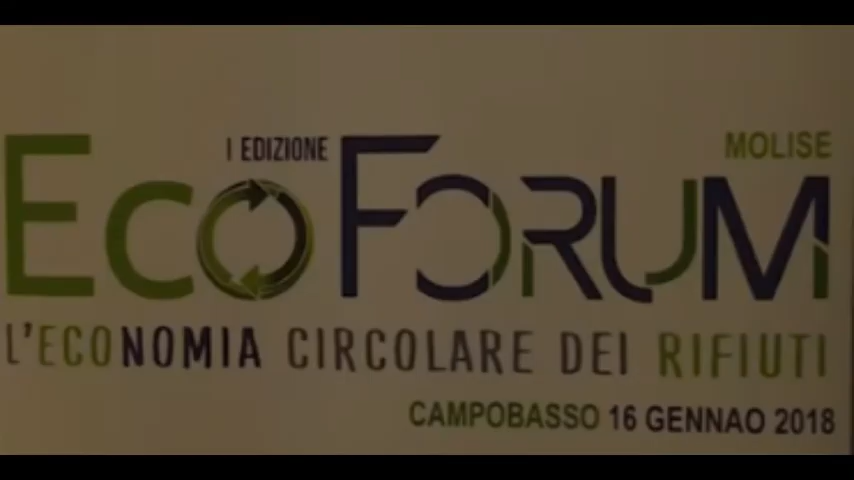 I EDIZIONE
MOLISE
ECOFORUM
L'ECONOMIA CIRCOLARE DEI RIFIUTI
CAMPOBASSO 16 GENNAO 2018